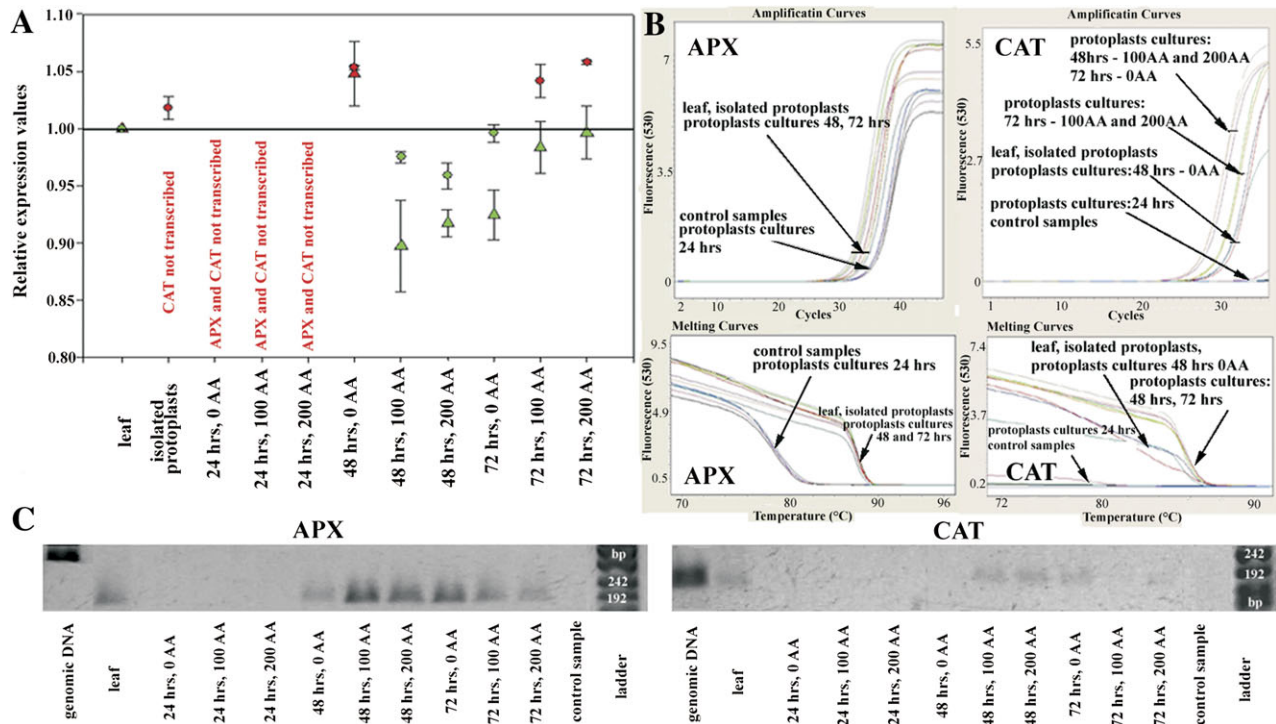 A
Relative expression values
1.10
1.05
1.00
0.95
0.90
0.85
0.80
CAT not transcribed
APX and CAT not transcribed
APX and CAT not transcribed
APX and CAT not transcribed
leaf
isolated
protoplasts
24 hrs, 0 AA
24 hrs, 100 AA
24 hrs, 200 AA
48 hrs, 0 AA
48 hrs, 100 AA
48 hrs, 200 AA
72 hrs, 0 AA
72 hrs, 100 AA
72 hrs, 200 AA
B
Amplificatin Curves
APX
Fluorescence (530)
7
3.5
0
leaf, isolated protoplasts
protoplasts cultures 48, 72 hrs
control samples
protoplasts cultures
24 hrs
2 10 20 30 40
Cycles
Amplificatin Curves
CAT
Fluorescence (530)
5.5
2.7
0
protoplasts cultures:
48hrs - 100AA and 200AA
72 hrs - 0AA
protoplasts cultures:
72 hrs - 100AA and 200AA
leaf, isolated protoplasts
protoplasts cultures:48 hrs - 0AA
protoplasts cultures:24 hrs
control samples
1 10 20 30
Cycles
Melting Curves
Fluorescence (530)
9.5
4.9
0.5
control samples
protoplasts cultures 24 hrs
leaf, isolated protoplasts
protoplasts cultures
48 and 72 hrs
APX
70 80 90 96
Temperature (°C)
Melting Curves
Fluorescence (530)
7.4
3.7
0.2
leaf, isolated protoplasts,
protoplasts cultures 48 hrs 0AA
protoplasts cultures:
48 hrs, 72 hrs
protoplasts cultures 24 hrs
control samples
CAT
72 80 90
Temperature (°C)
C
APX
bp
242
192
genomic DNA
leaf
24 hrs, 0 AA
24 hrs, 100 AA
24 hrs, 200 AA
48 hrs, 0 AA
48 hrs, 100 AA
48 hrs, 200 AA
72 hrs, 0 AA
72 hrs, 100 AA
72 hrs, 200 AA
control sample
ladder
CAT
242
192
bp
genomic DNA
leaf
24 hrs, 0 AA
24 hrs, 100 AA
24 hrs, 200 AA
48 hrs, 0 AA
48 hrs, 100 AA
48 hrs, 200 AA
72 hrs, 0 AA
72 hrs, 100 AA
72 hrs, 200 AA
control sample
ladder